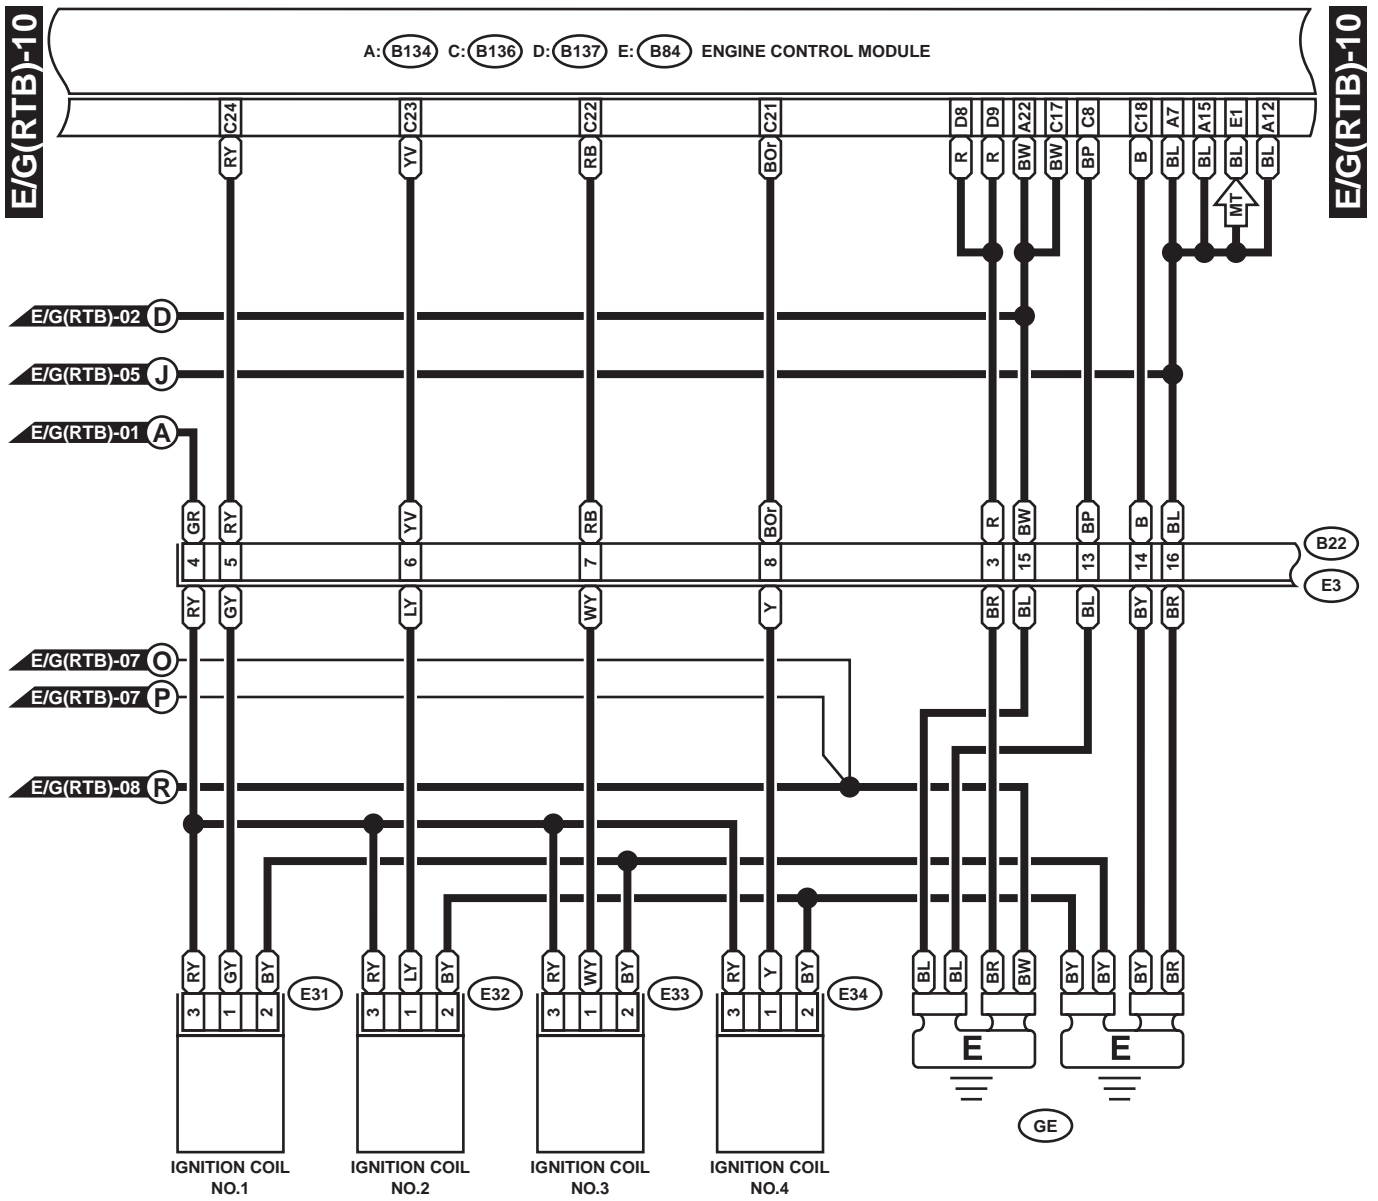 E/G(RTB)-10
E/G(RTB)-10
A: B134 C: B136 D: B137 E: B84 ENGINE CONTROL MODULE
C24 C23 C22 C21 D8 D9 A22 C17 C8 C18 A7 A15 E1 A12
RY YV RB BOr R R BW BW BP B BL BL BL BL
MT
E/G(RTB)-02 D
E/G(RTB)-05 J
E/G(RTB)-01 A
GR RY YV RB BOr R BW BP B BL
4 5 6 7 8 3 15 13 14 16
B22
E3
RY GY LY WY Y BR BL BL BY BR
E/G(RTB)-07 O
E/G(RTB)-07 P
E/G(RTB)-08 R
RY GY BY RY LY BY RY WY BY RY Y BY BL BL BR BW BY BY BY BR
E31 E32 E33 E34
3 1 2 3 1 2 3 1 2 3 1 2
E E
GE
IGNITION COIL NO.1
IGNITION COIL NO.2
IGNITION COIL NO.3
IGNITION COIL NO.4